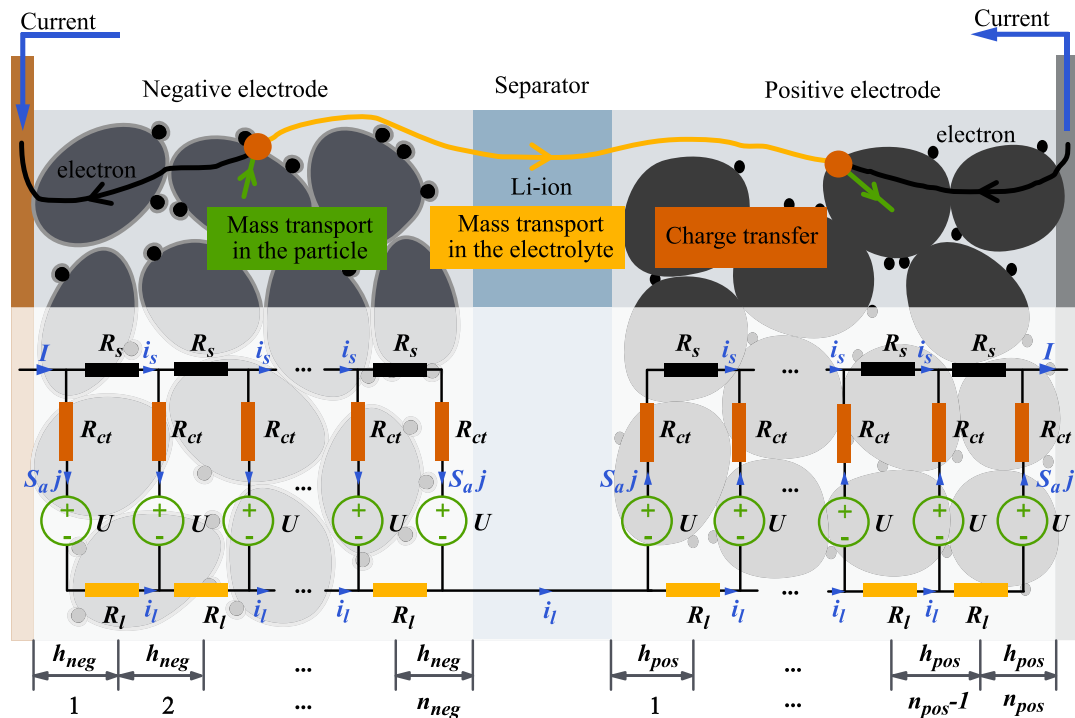 Current
Current
Negative electrode
Separator
Positive electrode
electron
electron
Li-ion
Mass transport
in the particle
Mass transport
in the electrolyte
Charge transfer
I i_s i_s i_s i_s i_s I
R_s R_s R_s R_s R_s R_s
... ...
R_ct R_ct R_ct R_ct R_ct R_ct R_ct R_ct R_ct
S_a j S_a j S_a j S_a j
... ...
+ + + + + + + + + +
U U U U U U U U U U
- - - - - - - - - -
... ...
i_l i_l i_l i_l i_l i_l
R_l R_l R_l R_l R_l R_l
h_neg h_neg ... h_neg h_pos ... h_pos h_pos
... ...
1 2 ... n_neg 1 ... n_pos-1 n_pos